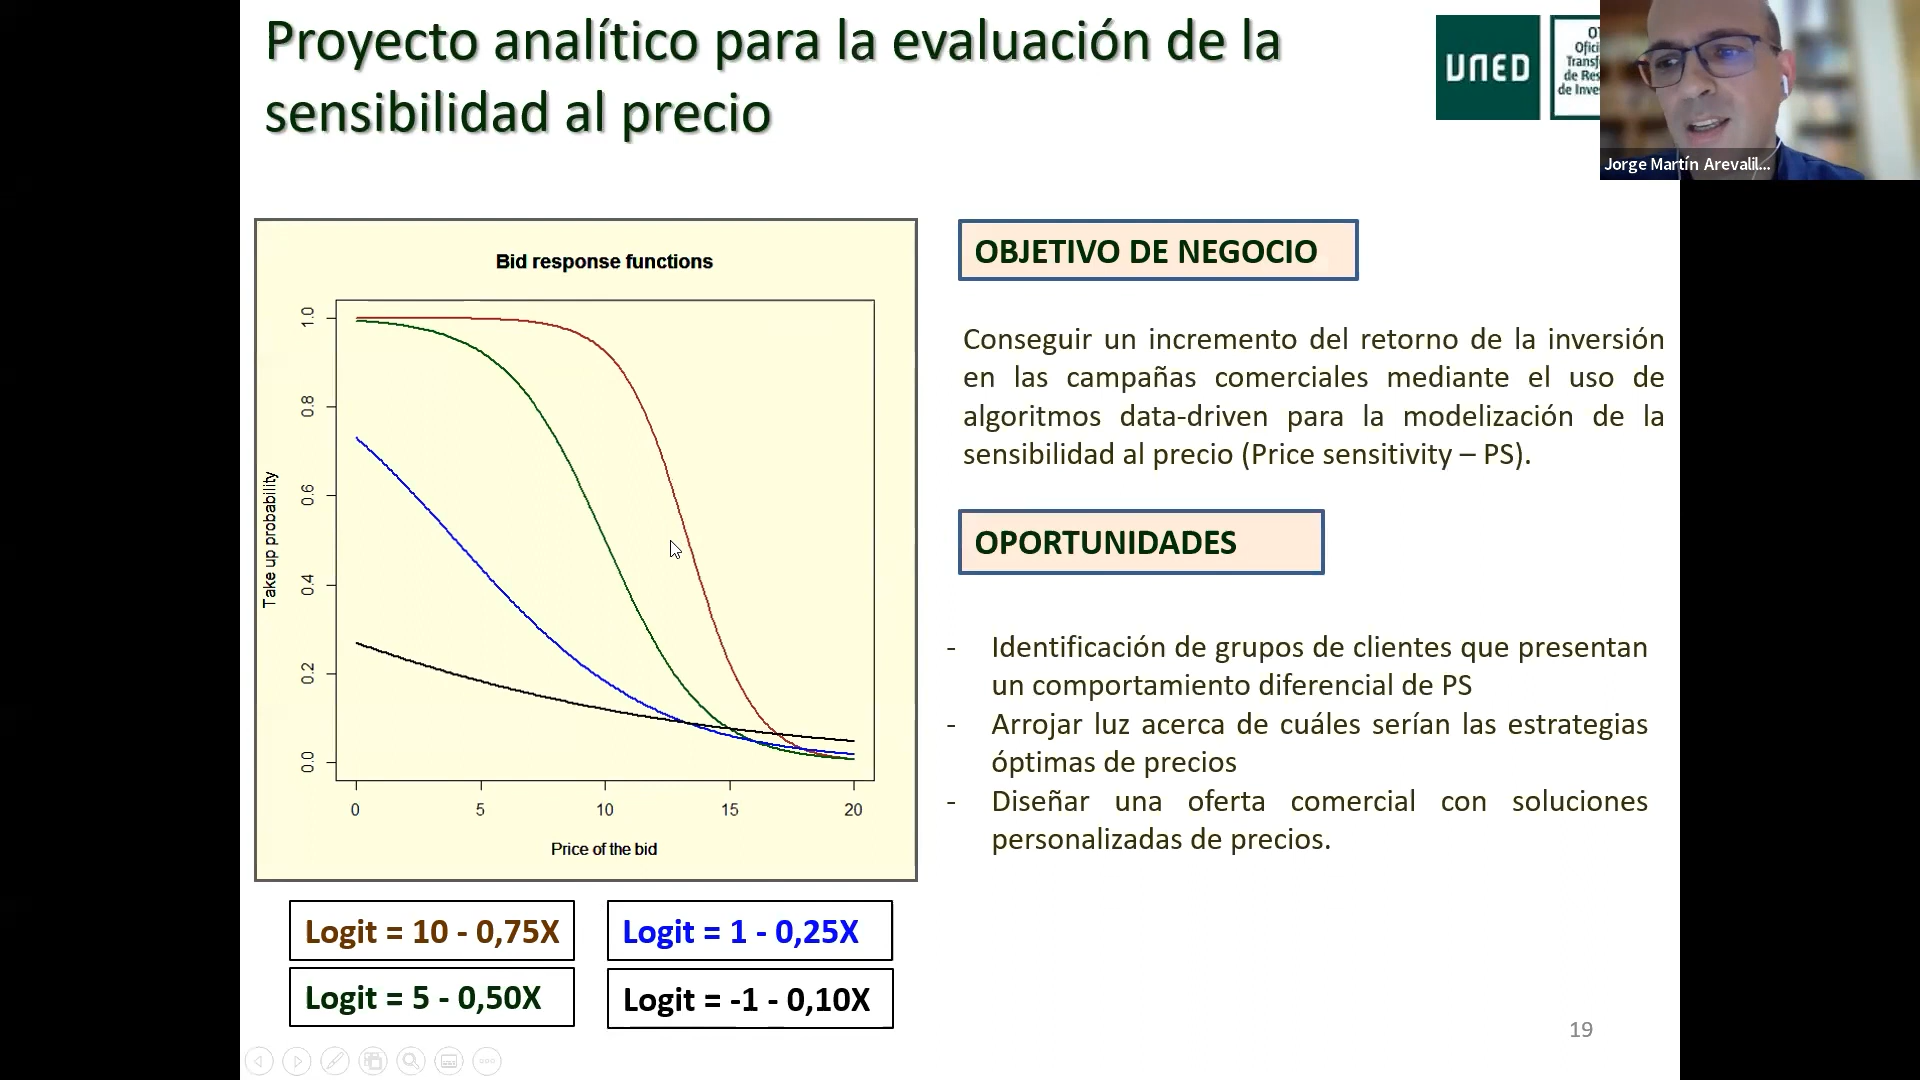 Proyecto analítico para la evaluación de la
sensibilidad al precio
UNED
Ofici
de Inve
Jorge Martín Arevalil...
Bid response functions
1.0
0.8
0.6
0.4
0.2
0.0
Take up probability
0 5 10 15 20
Price of the bid
Logit = 10 - 0,75X
Logit = 1 - 0,25X
Logit = 5 - 0,50X
Logit = -1 - 0,10X
OBJETIVO DE NEGOCIO
Conseguir un incremento del retorno de la inversión
en las campañas comerciales mediante el uso de
algoritmos data-driven para la modelización de la
sensibilidad al precio (Price sensitivity – PS).
OPORTUNIDADES
- Identificación de grupos de clientes que presentan
un comportamiento diferencial de PS
- Arrojar luz acerca de cuáles serían las estrategias
óptimas de precios
- Diseñar una oferta comercial con soluciones
personalizadas de precios.
19